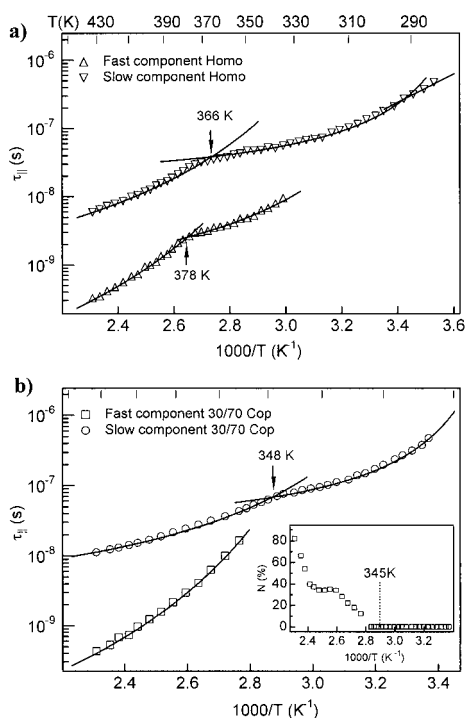 T(K) 430 410 390 370 350 330 310 290
a)
Fast component Homo
Slow component Homo
10⁻⁶
10⁻⁷
10⁻⁸
10⁻⁹
τ|| (s)
366 K
378 K
2.4 2.6 2.8 3.0 3.2 3.4 3.6
1000/T (K⁻¹)
b)
Fast component 30/70 Cop
Slow component 30/70 Cop
10⁻⁶
10⁻⁷
10⁻⁸
10⁻⁹
τ|| (s)
348 K
N (%)
80
60
40
20
0
345K
2.4 2.6 2.8 3.0 3.2
1000/T (K⁻¹)
2.4 2.6 2.8 3.0 3.2 3.4
1000/T (K⁻¹)